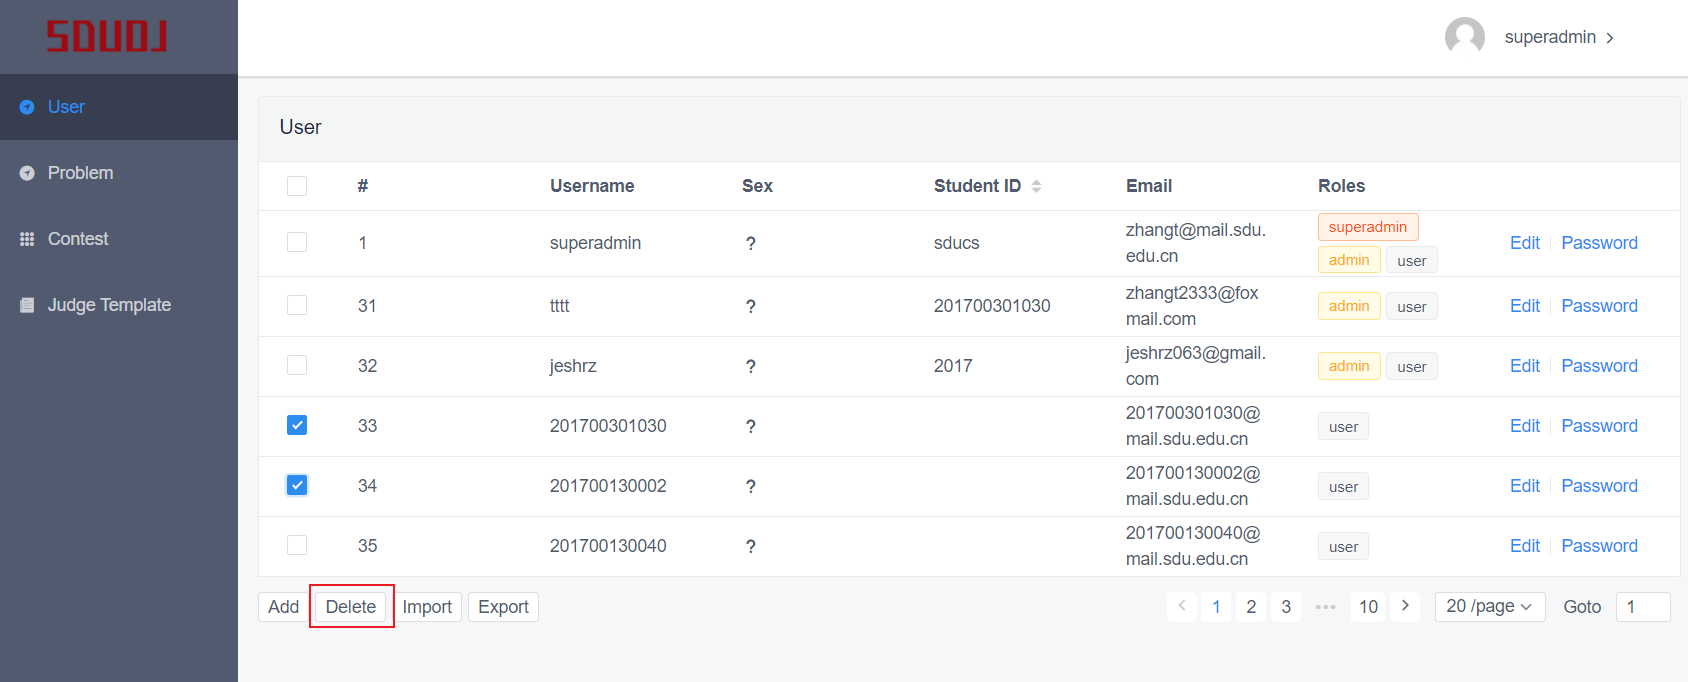 SDUOJ
superadmin
User
Problem
Contest
Judge Template
User
# Username Sex Student ID Email Roles
1 superadmin ? sducs zhangt@mail.sdu.
edu.cn superadmin
admin user Edit Password
31 tttt ? 201700301030 zhangt2333@fox
mail.com admin user Edit Password
32 jeshrz ? 2017 jeshrz063@gmail.
com admin user Edit Password
33 201700301030 ? 201700301030@
mail.sdu.edu.cn user Edit Password
34 201700130002 ? 201700130002@
mail.sdu.edu.cn user Edit Password
35 201700130040 ? 201700130040@
mail.sdu.edu.cn user Edit Password
Add Delete Import Export 1 2 3 ••• 10 20 /page Goto 1